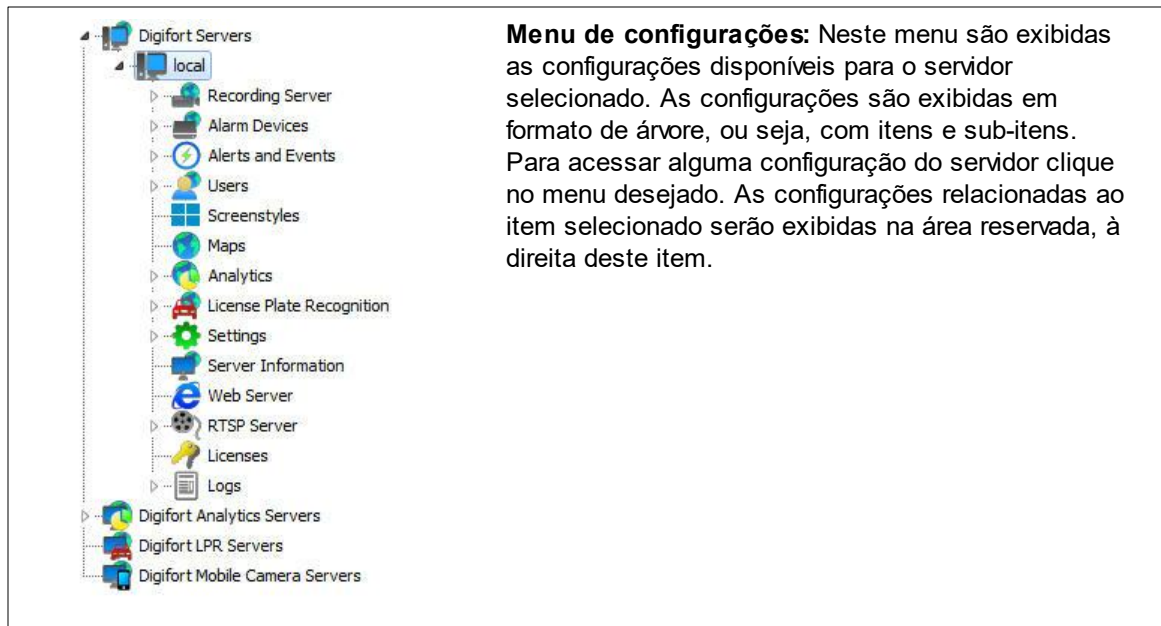 Digifort Servers
local
Recording Server
Alarm Devices
Alerts and Events
Users
Screenstyles
Maps
Analytics
License Plate Recognition
Settings
Server Information
Web Server
RTSP Server
Licenses
Logs
Digifort Analytics Servers
Digifort LPR Servers
Digifort Mobile Camera Servers
Menu de configurações: Neste menu são exibidas
as configurações disponíveis para o servidor
selecionado. As configurações são exibidas em
formato de árvore, ou seja, com itens e sub-itens.
Para acessar alguma configuração do servidor clique
no menu desejado. As configurações relacionadas ao
item selecionado serão exibidas na área reservada, à
direita deste item.